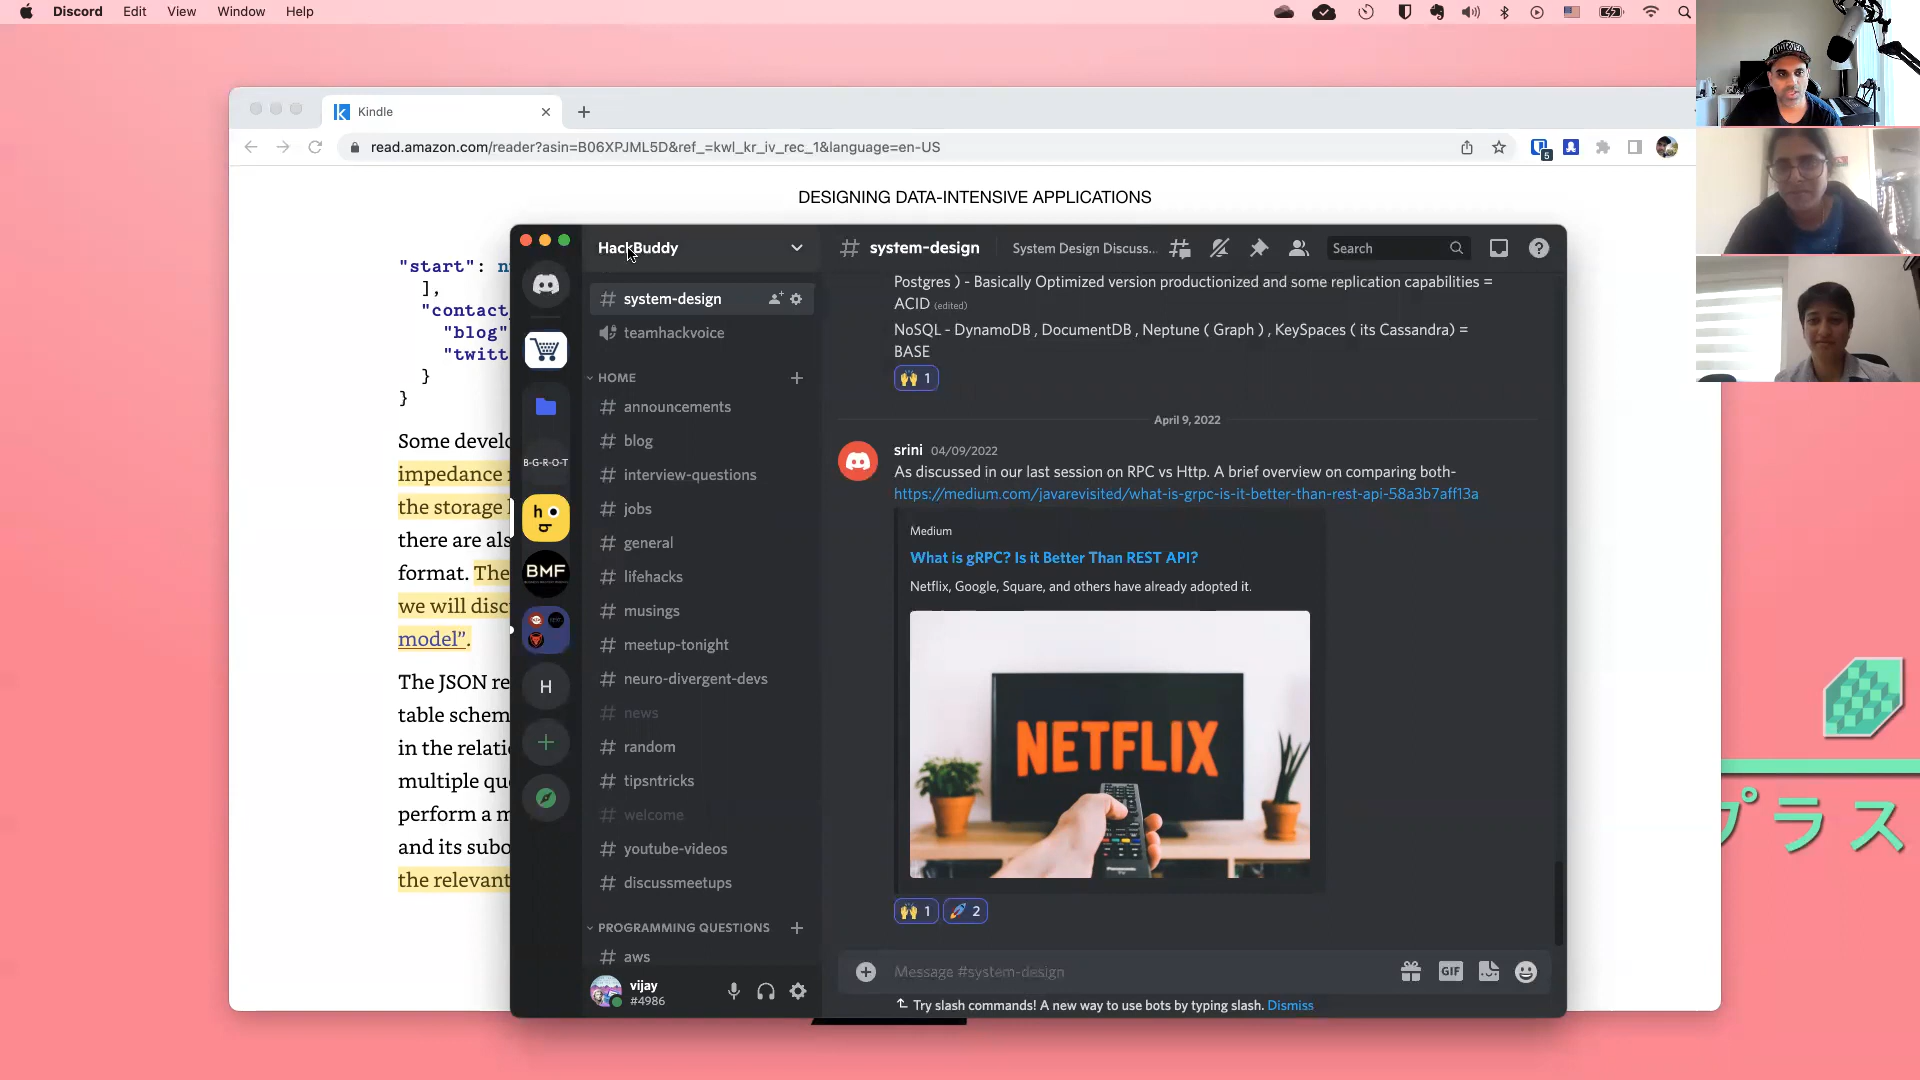 Discord Edit View Window Help
Kindle
read.amazon.com/reader?asin=B06XPJML5D&ref_=kwl_kr_iv_rec_1&language=en-US
5
DESIGNING DATA-INTENSIVE APPLICATIONS
"start":
],
"contact
"blog"
"twitt
}
}
Some develo
impedance
the storage
there are als
format. The
we will disc
model”.
The JSON re
table schem
in the relati
multiple qu
perform a m
and its subo
the relevant
B-G-R-O-T
BMF
H
HackBuddy
system-design
teamhackvoice
HOME
announcements
blog
interview-questions
jobs
general
lifehacks
musings
meetup-tonight
neuro-divergent-devs
news
random
tipsntricks
welcome
youtube-videos
discussmeetups
PROGRAMMING QUESTIONS
aws
vijay
#4986
# system-design System Design Discuss... Search
Postgres ) - Basically Optimized version productionized and some replication capabilities =
ACID (edited)
NoSQL - DynamoDB , DocumentDB , Neptune ( Graph ) , KeySpaces ( its Cassandra) =
BASE
🙌 1
April 9, 2022
srini 04/09/2022
As discussed in our last session on RPC vs Http. A brief overview on comparing both-
https://medium.com/javarevisited/what-is-grpc-is-it-better-than-rest-api-58a3b7aff13a
Medium
What is gRPC? Is it Better Than REST API?
Netflix, Google, Square, and others have already adopted it.
NETFLIX
🙌 1 🚀 2
Message #system-design
GIF
Try slash commands! A new way to use bots by typing slash. Dismiss
プラス